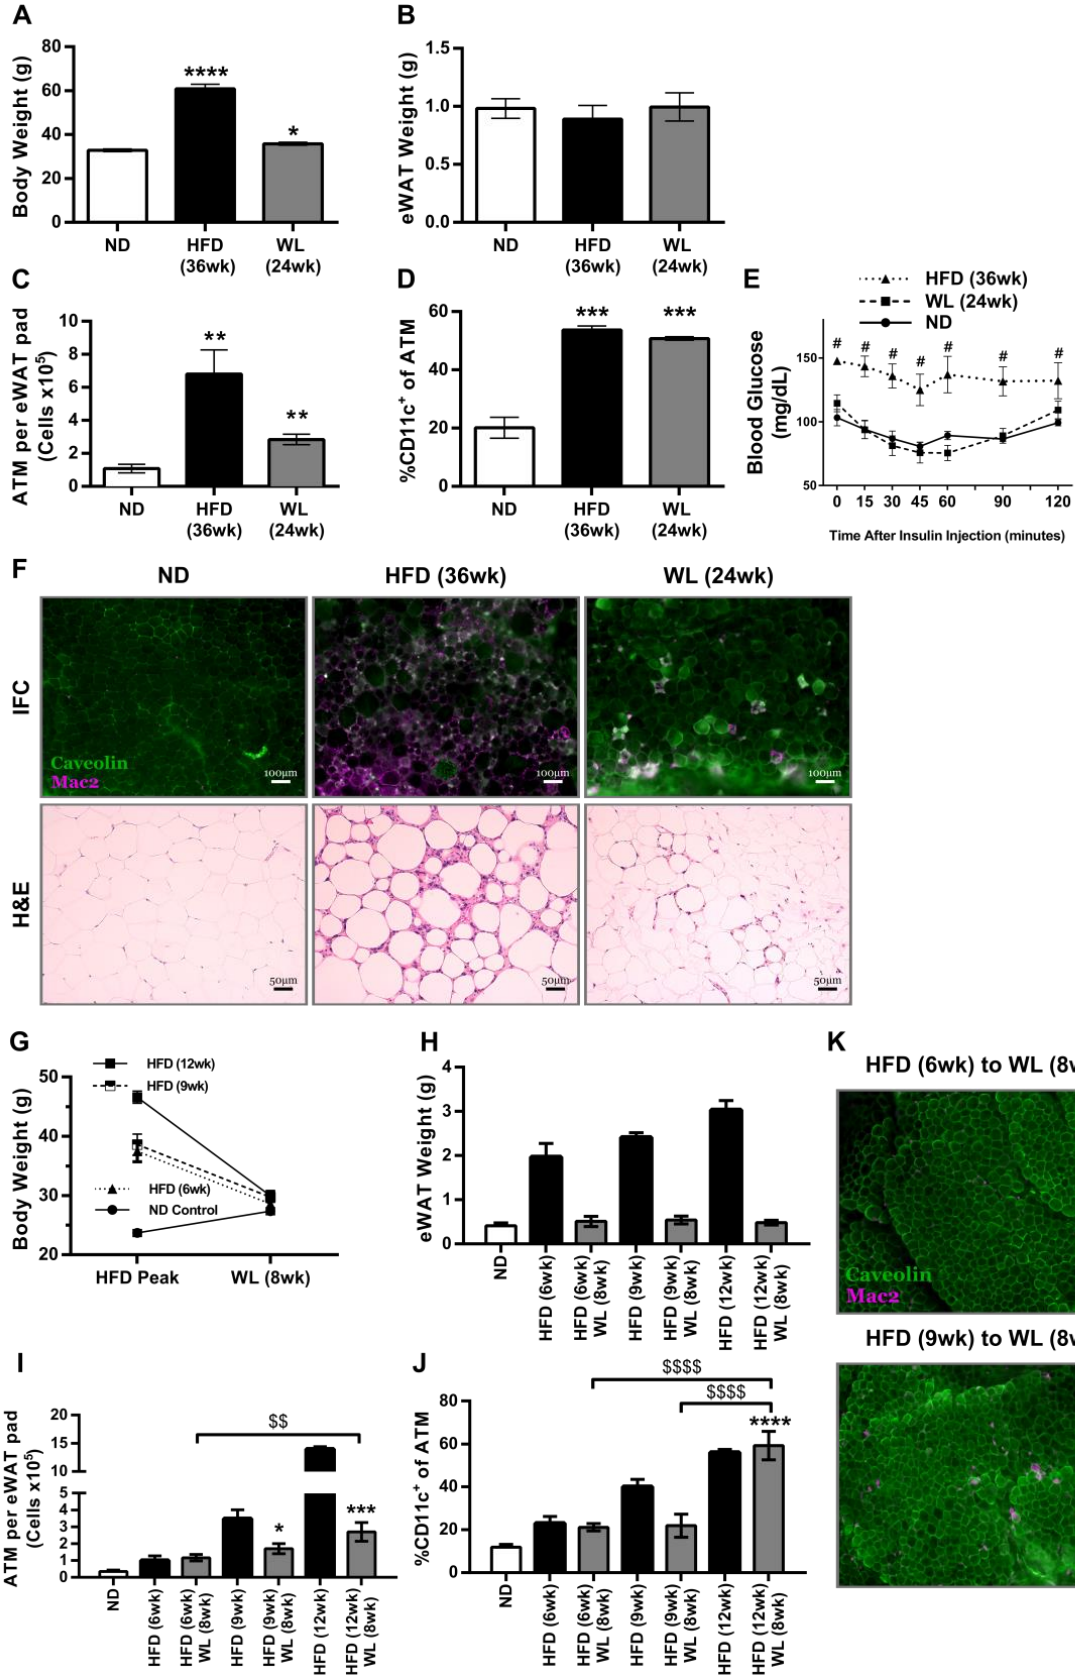 A
Body Weight (g)
80
60
40
20
0
****
*
ND
HFD
(36wk)
WL
(24wk)
B
eWAT Weight (g)
1.5
1.0
0.5
0.0
ND
HFD
(36wk)
WL
(24wk)
C
ATM per eWAT pad
(Cells x10⁵)
10
8
6
4
2
0
**
**
ND
HFD
(36wk)
WL
(24wk)
D
%CD11c⁺ of ATM
60
40
20
0
***
***
ND
HFD
(36wk)
WL
(24wk)
E
HFD (36wk)
WL (24wk)
ND
Blood Glucose
(mg/dL)
150
100
50
# # # # # # #
0 15 30 45 60 90 120
Time After Insulin Injection (minutes)
F
ND
HFD (36wk)
WL (24wk)
IFC
Caveolin
Mac2
100µm
100µm
100µm
H&E
50µm
50µm
50µm
G
HFD (12wk)
HFD (9wk)
HFD (6wk)
ND Control
Body Weight (g)
50
40
30
20
HFD Peak
WL (8wk)
H
eWAT Weight (g)
4
3
2
1
0
ND
HFD (6wk)
HFD (6wk)
WL (8wk)
HFD (9wk)
HFD (9wk)
WL (8wk)
HFD (12wk)
HFD (12wk)
WL (8wk)
I
ATM per eWAT pad
(Cells x10⁵)
20
15
10
5
4
3
2
1
0
$$
*
***
ND
HFD (6wk)
HFD (6wk)
WL (8wk)
HFD (9wk)
HFD (9wk)
WL (8wk)
HFD (12wk)
HFD (12wk)
WL (8wk)
J
%CD11c⁺ of ATM
80
60
40
20
0
$$$$
$$$$
****
ND
HFD (6wk)
HFD (6wk)
WL (8wk)
HFD (9wk)
HFD (9wk)
WL (8wk)
HFD (12wk)
HFD (12wk)
WL (8wk)
K
HFD (6wk) to WL (8w
Caveolin
Mac2
HFD (9wk) to WL (8w